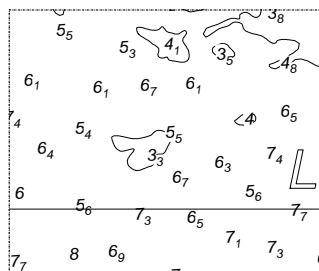 3₈
5₅
5₃ 4₁ 3₅ 4₈
6₁ 6₁ 6₇ 6₁
7₄ 5₄ 5₅ 4 6₅
6₄ 3₃ 6₃ 7₄
6₇
6 5₆ 5₆
7₃ 6₅ 7₇
7₁
7₇ 8 6₉ 7₃